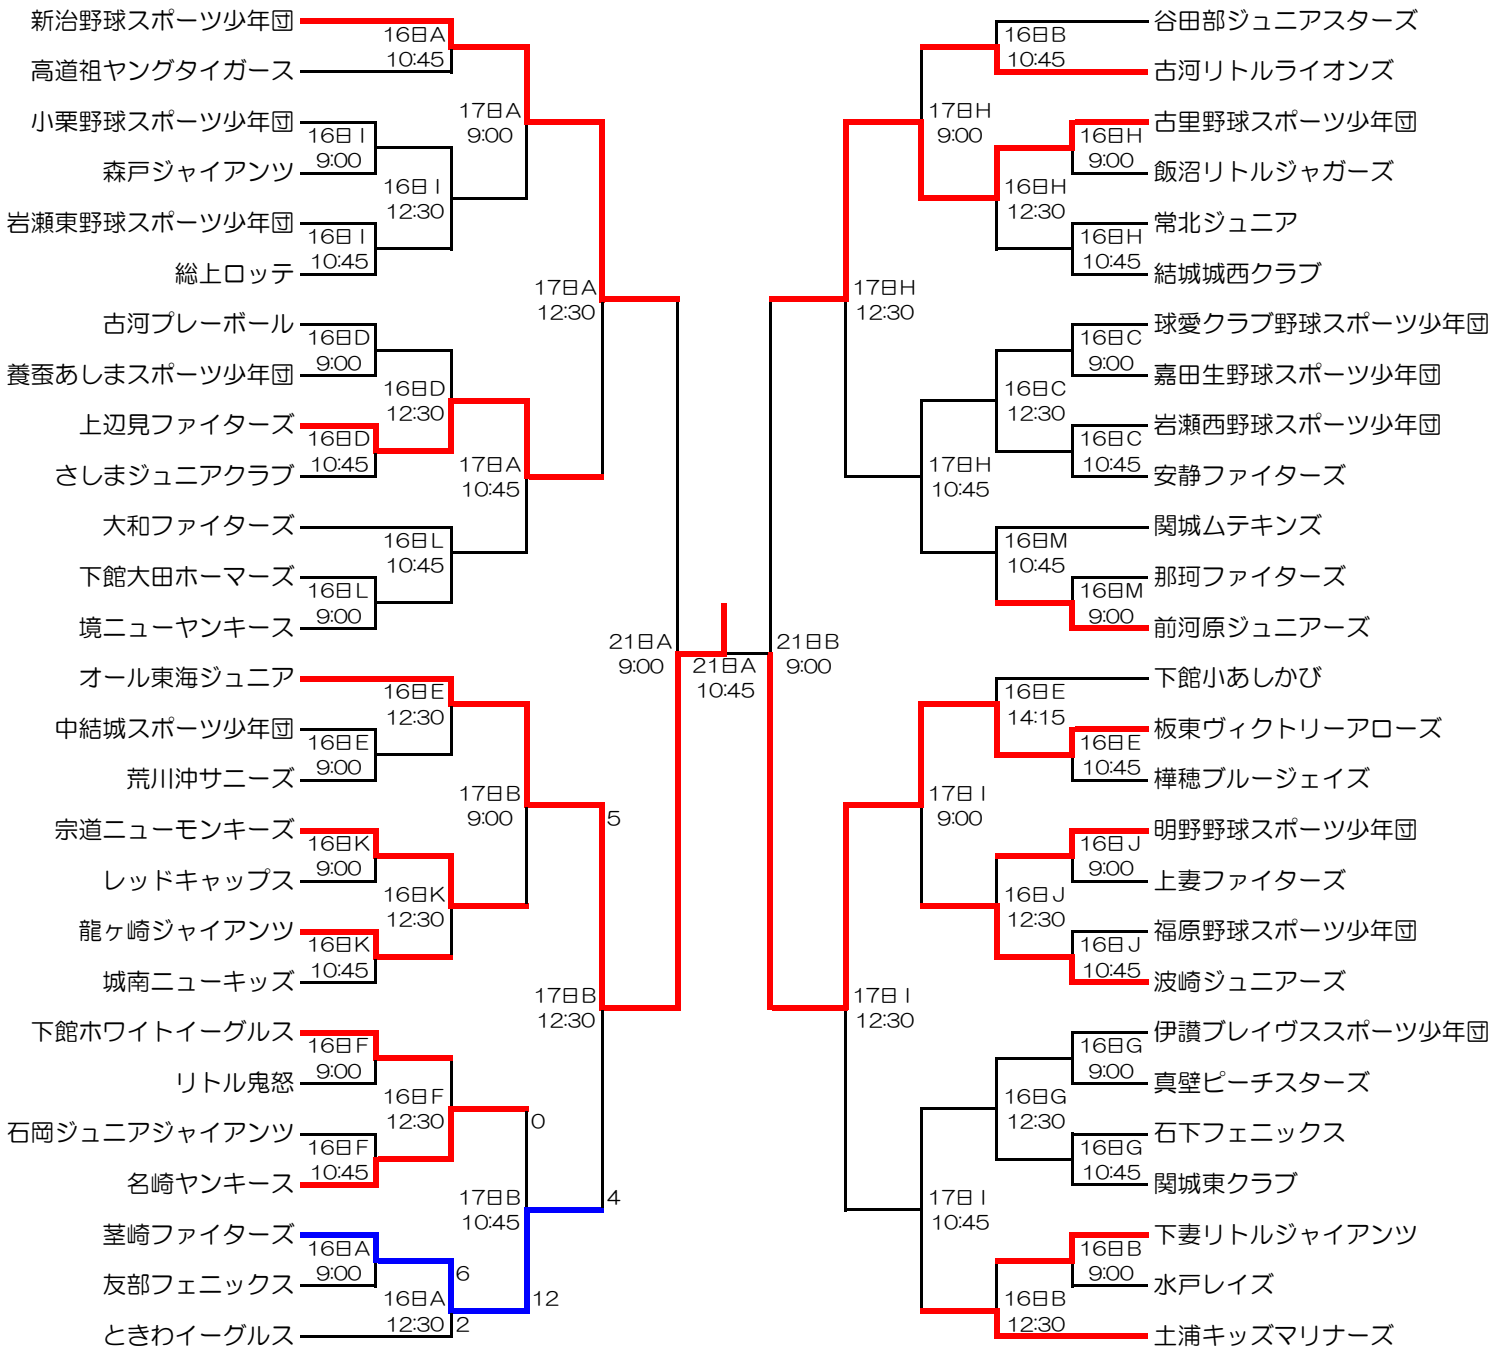 新治野球スポーツ少年団
高道祖ヤングタイガース
小栗野球スポーツ少年団
森戸ジャイアンツ
岩瀬東野球スポーツ少年団
総上ロッテ
古河プレーボール
養蚕あしまスポーツ少年団
上辺見ファイターズ
さしまジュニアクラブ
大和ファイターズ
下館大田ホーマーズ
境ニューヤンキース
オール東海ジュニア
中結城スポーツ少年団
荒川沖サニーズ
宗道ニューモンキーズ
レッドキャップス
龍ヶ崎ジャイアンツ
城南ニューキッズ
下館ホワイトイーグルス
リトル鬼怒
石岡ジュニアジャイアンツ
名崎ヤンキース
茎崎ファイターズ
友部フェニックス
ときわイーグルス
16日I
9:00
16日I
10:45
16日D
9:00
16日D
10:45
16日L
9:00
16日E
9:00
16日K
9:00
16日K
10:45
16日F
9:00
16日F
10:45
16日A
9:00
16日A
10:45
16日I
12:30
16日D
12:30
16日L
10:45
16日E
12:30
16日K
12:30
16日F
12:30
16日A
12:30
6
2
17日A
9:00
17日A
10:45
17日B
9:00
17日B
10:45
0
12
17日A
12:30
17日B
12:30
5
4
21日A
9:00
21日A
10:45
21日B
9:00
17日H
12:30
17日I
12:30
17日H
9:00
17日H
10:45
17日I
9:00
17日I
10:45
16日B
10:45
16日H
12:30
16日C
12:30
16日M
10:45
16日E
14:15
16日J
12:30
16日G
12:30
16日B
12:30
16日H
9:00
16日H
10:45
16日C
9:00
16日C
10:45
16日M
9:00
16日E
10:45
16日J
9:00
16日J
10:45
16日G
9:00
16日G
10:45
16日B
9:00
谷田部ジュニアスターズ
古河リトルライオンズ
古里野球スポーツ少年団
飯沼リトルジャガーズ
常北ジュニア
結城城西クラブ
球愛クラブ野球スポーツ少年団
嘉田生野球スポーツ少年団
岩瀬西野球スポーツ少年団
安静ファイターズ
関城ムテキンズ
那珂ファイターズ
前河原ジュニアーズ
下館小あしかび
板東ヴィクトリーアローズ
樺穂ブルージェイズ
明野野球スポーツ少年団
上妻ファイターズ
福原野球スポーツ少年団
波崎ジュニアーズ
伊讃ブレイヴススポーツ少年団
真壁ピーチスターズ
石下フェニックス
関城東クラブ
下妻リトルジャイアンツ
水戸レイズ
土浦キッズマリナーズ